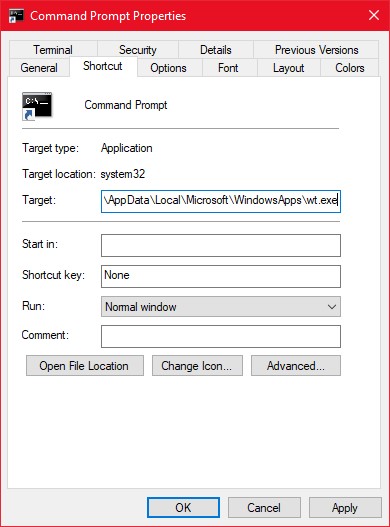 Command Prompt Properties
Terminal Security Details Previous Versions
General Shortcut Options Font Layout Colors
Command Prompt
Target type: Application
Target location: system32
Target: \AppData\Local\Microsoft\WindowsApps\wt.exe
Start in:
Shortcut key: None
Run: Normal window
Comment:
Open File Location Change Icon... Advanced...
OK Cancel Apply